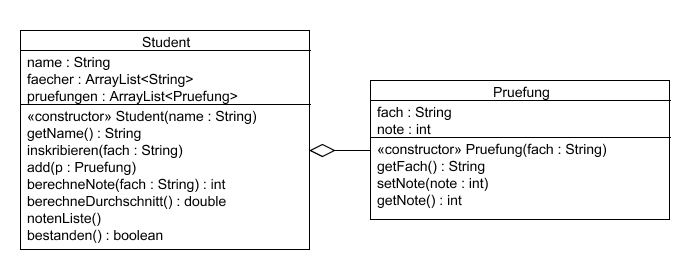 Student
name : String
faecher : ArrayList<String>
pruefungen : ArrayList<Pruefung>
«constructor» Student(name : String)
getName() : String
inskribieren(fach : String)
add(p : Pruefung)
berechneNote(fach : String) : int
berechneDurchschnitt() : double
notenListe()
bestanden() : boolean
Pruefung
fach : String
note : int
«constructor» Pruefung(fach : String)
getFach() : String
setNote(note : int)
getNote() : int